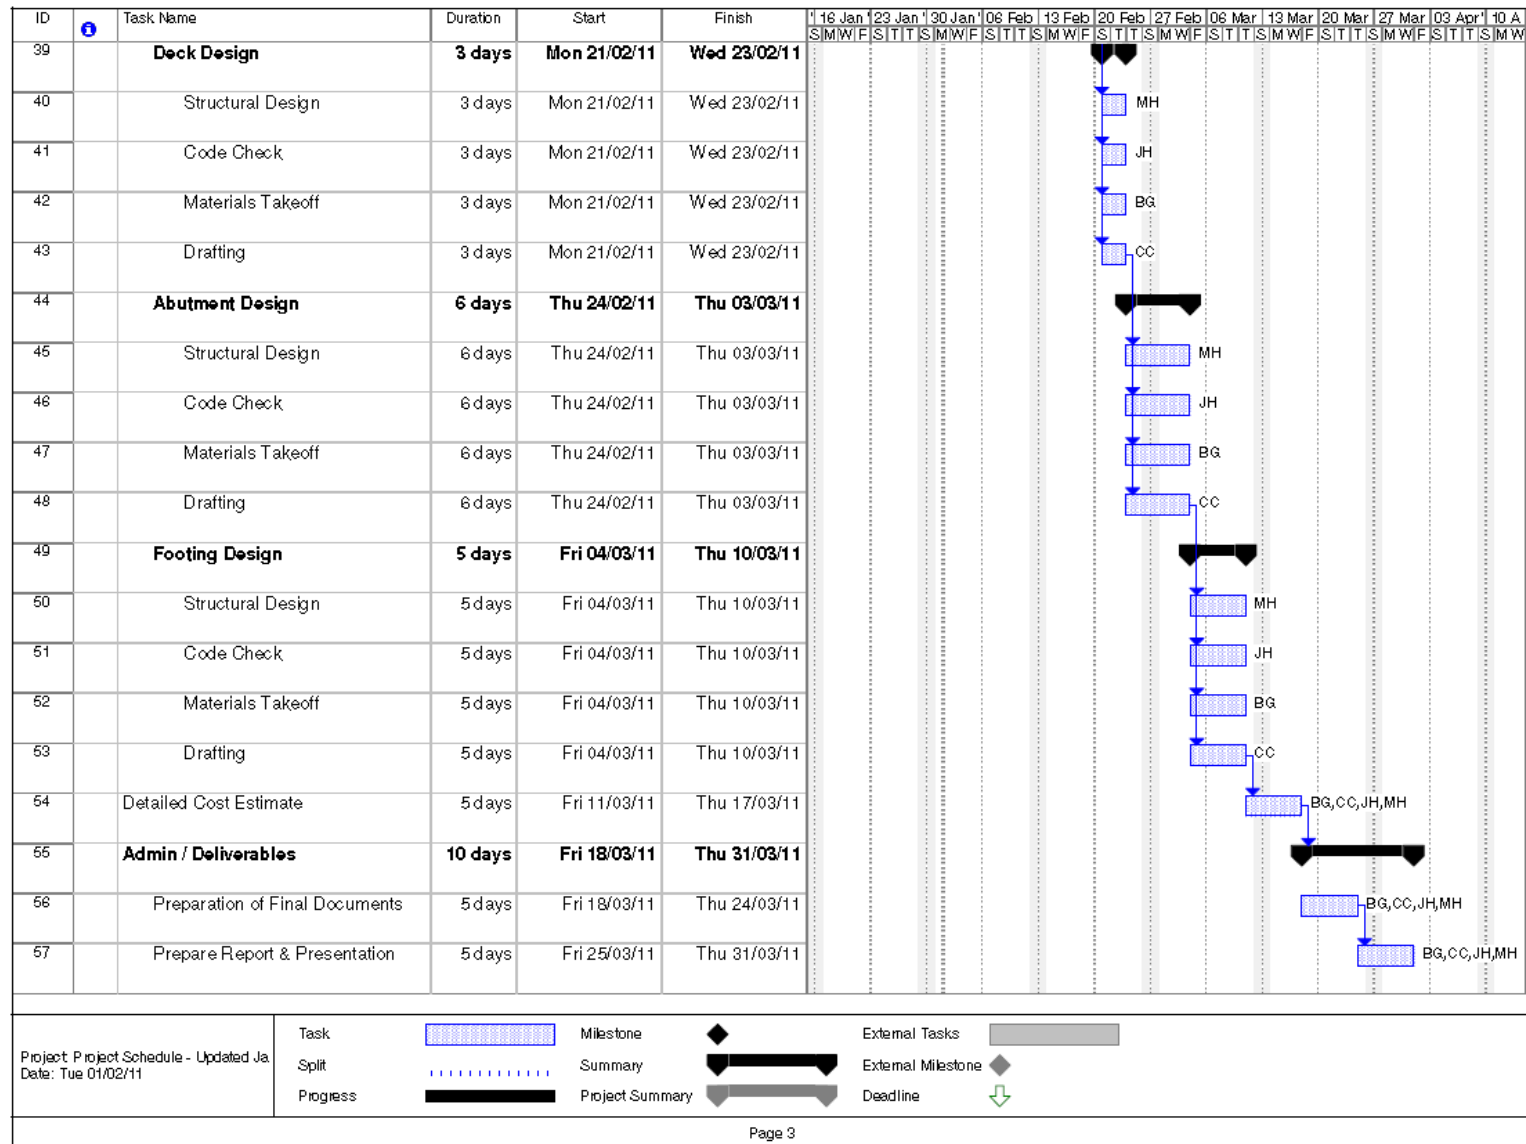 ID Task Name Duration Start Finish ' 16 Jan ' 23 Jan ' 30 Jan ' 06 Feb 13 Feb 20 Feb 27 Feb 06 Mar 13 Mar 20 Mar 27 Mar 03 Apr ' 10 A
S M W F S T T S M W F S T T S M W F S T T S M W F S T T S M W F S T T S M W
39 Deck Design 3 days Mon 21/02/11 Wed 23/02/11
40 Structural Design 3 days Mon 21/02/11 Wed 23/02/11 MH
41 Code Check 3 days Mon 21/02/11 Wed 23/02/11 JH
42 Materials Takeoff 3 days Mon 21/02/11 Wed 23/02/11 BG
43 Drafting 3 days Mon 21/02/11 Wed 23/02/11 CC
44 Abutment Design 6 days Thu 24/02/11 Thu 03/03/11
45 Structural Design 6 days Thu 24/02/11 Thu 03/03/11 MH
46 Code Check 6 days Thu 24/02/11 Thu 03/03/11 JH
47 Materials Takeoff 6 days Thu 24/02/11 Thu 03/03/11 BG
48 Drafting 6 days Thu 24/02/11 Thu 03/03/11 CC
49 Footing Design 5 days Fri 04/03/11 Thu 10/03/11
50 Structural Design 5 days Fri 04/03/11 Thu 10/03/11 MH
51 Code Check 5 days Fri 04/03/11 Thu 10/03/11 JH
52 Materials Takeoff 5 days Fri 04/03/11 Thu 10/03/11 BG
53 Drafting 5 days Fri 04/03/11 Thu 10/03/11 CC
54 Detailed Cost Estimate 5 days Fri 11/03/11 Thu 17/03/11 BG,CC,JH,MH
55 Admin / Deliverables 10 days Fri 18/03/11 Thu 31/03/11
56 Preparation of Final Documents 5 days Fri 18/03/11 Thu 24/03/11 BG,CC,JH,MH
57 Prepare Report & Presentation 5 days Fri 25/03/11 Thu 31/03/11 BG,CC,JH,MH
Project: Project Schedule - Updated Ja
Date: Tue 01/02/11
Task Milestone External Tasks
Split Summary External Milestone
Progress Project Summary Deadline
Page 3